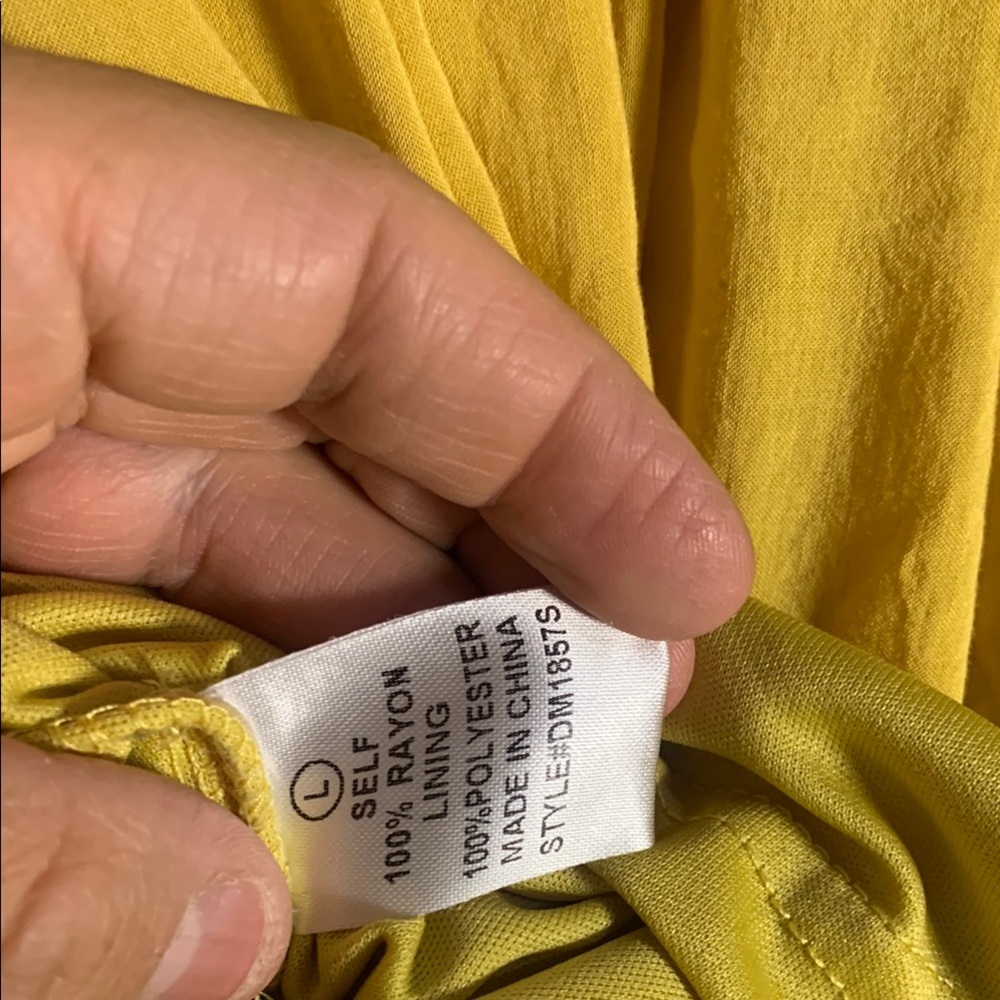 L
SELF
100% RAYON
LINING
100%POLYESTER
MADE IN CHINA
STYLE#DM1857S